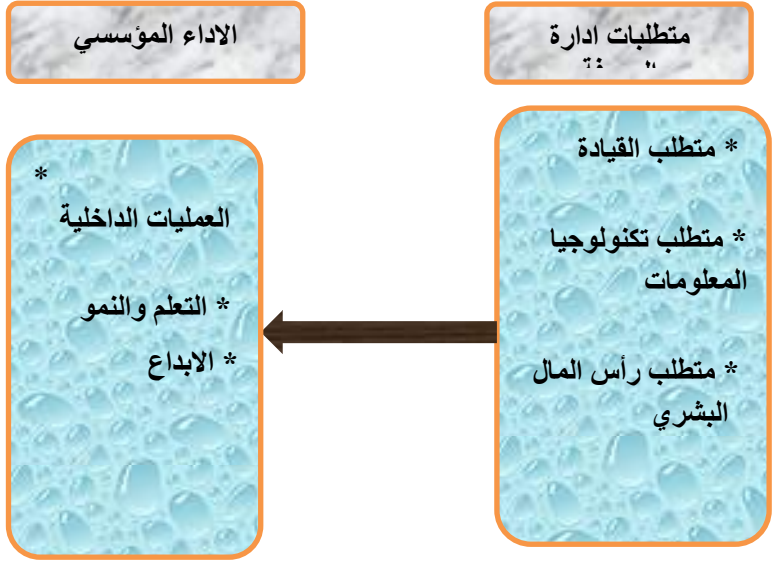 متطلبات ادارة
الاداء المؤسسي
* متطلب القيادة
* متطلب تكنولوجيا
المعلومات
* متطلب رأس المال
البشري
*
العمليات الداخلية
* التعلم والنمو
* الابداع